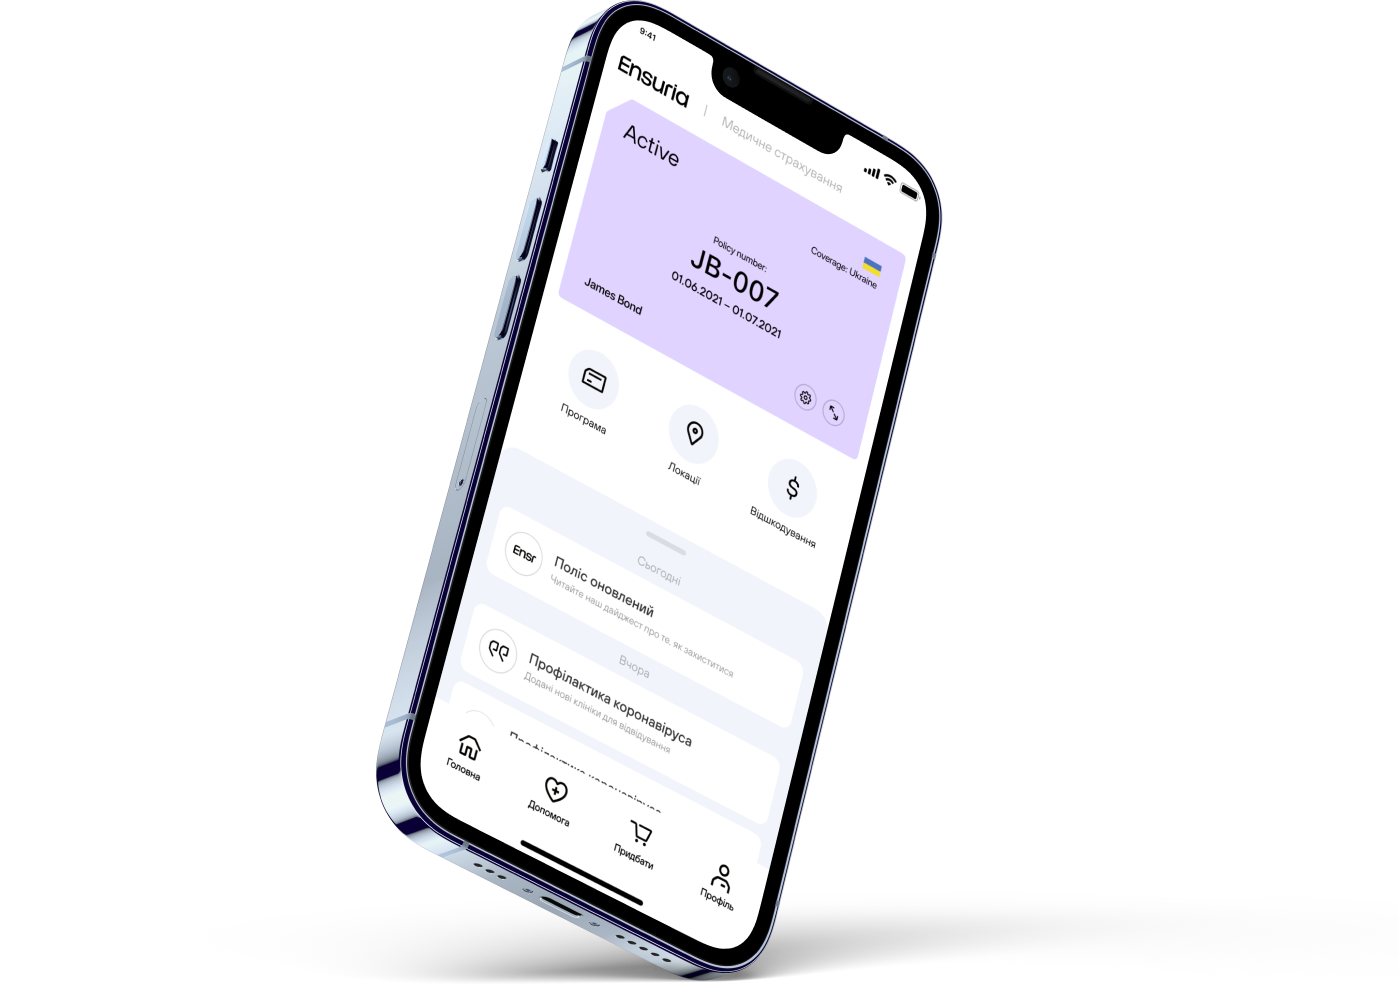 9:41
Ensuria | Медичне страхування
Active
Coverage: Ukraine
Policy number:
JB-007
01.06.2021 – 01.07.2021
James Bond
Програма
Локації
Відшкодування
Сьогодні
Ensr
Поліс оновлений
Читайте наш дайджест про те, як захиститися
Вчора
Профілактика коронавіруса
Додані нові клініки для відвідування
Головна
Допомога
Придбати
Профіль